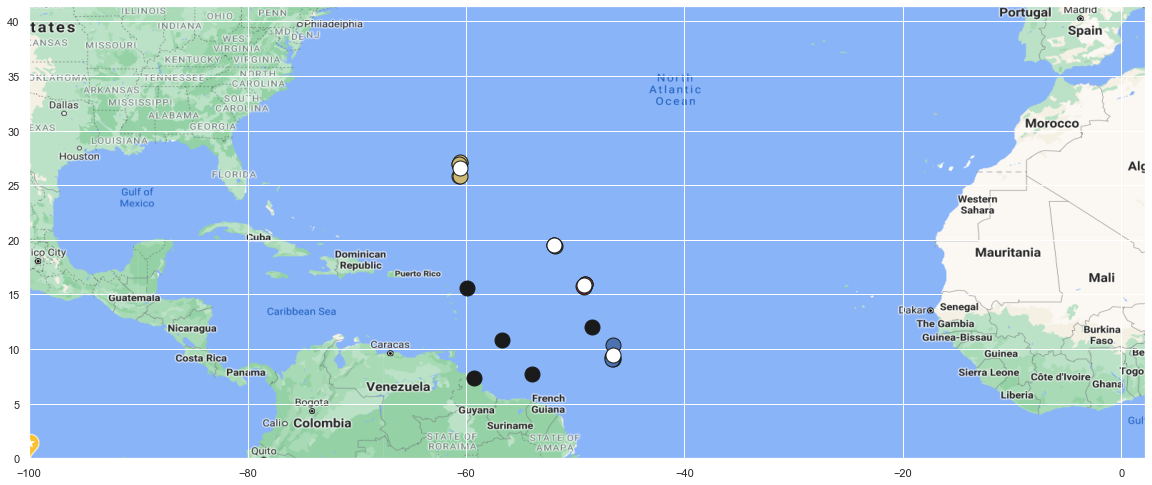 ILLINOIS
OHIO
PENN
Philadelphia
MD
DE
NJ
tates
INDIANA
WEST
VIRGINIA
KANSAS
MISSOURI
KENTUCKY
VIRGINIA
OKLAHOMA
TENNESSEE
NORTH
CAROLINA
ARKANSAS
MISSISSIPPI
SOUTH
CAROLINA
Dallas
ALABAMA
GEORGIA
EXAS
LOUISIANA
Houston
FLORIDA
Gulf of
Mexico
North
Atlantic
Ocean
Portugal
Madrid
Spain
Morocco
Alg
Western
Sahara
Mauritania
Mali
Cuba
ico City
Dominican
Republic
Puerto Rico
Guatemala
Caribbean Sea
Nicaragua
Caracas
Costa Rica
Panama
Venezuela
Bogota
Cali
Colombia
Guyana
French
Guiana
Suriname
STATE OF
RORAIMA
STATE OF
AMAPA
Quito
Dakar
Senegal
The Gambia
Guinea-Bissau
Burkina
Faso
Guinea
Be
Sierra Leone
Côte d'Ivoire
Togo
Ghana
Liberia
Gulf
40
35
30
25
20
15
10
5
0
−100
−80
−60
−40
−20
0